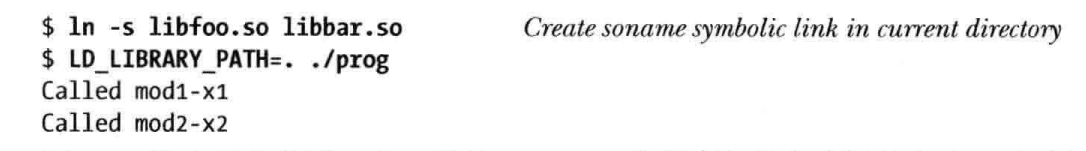 $ ln -s libfoo.so libbar.so Create soname symbolic link in current directory
$ LD_LIBRARY_PATH=. ./prog
Called mod1-x1
Called mod2-x2